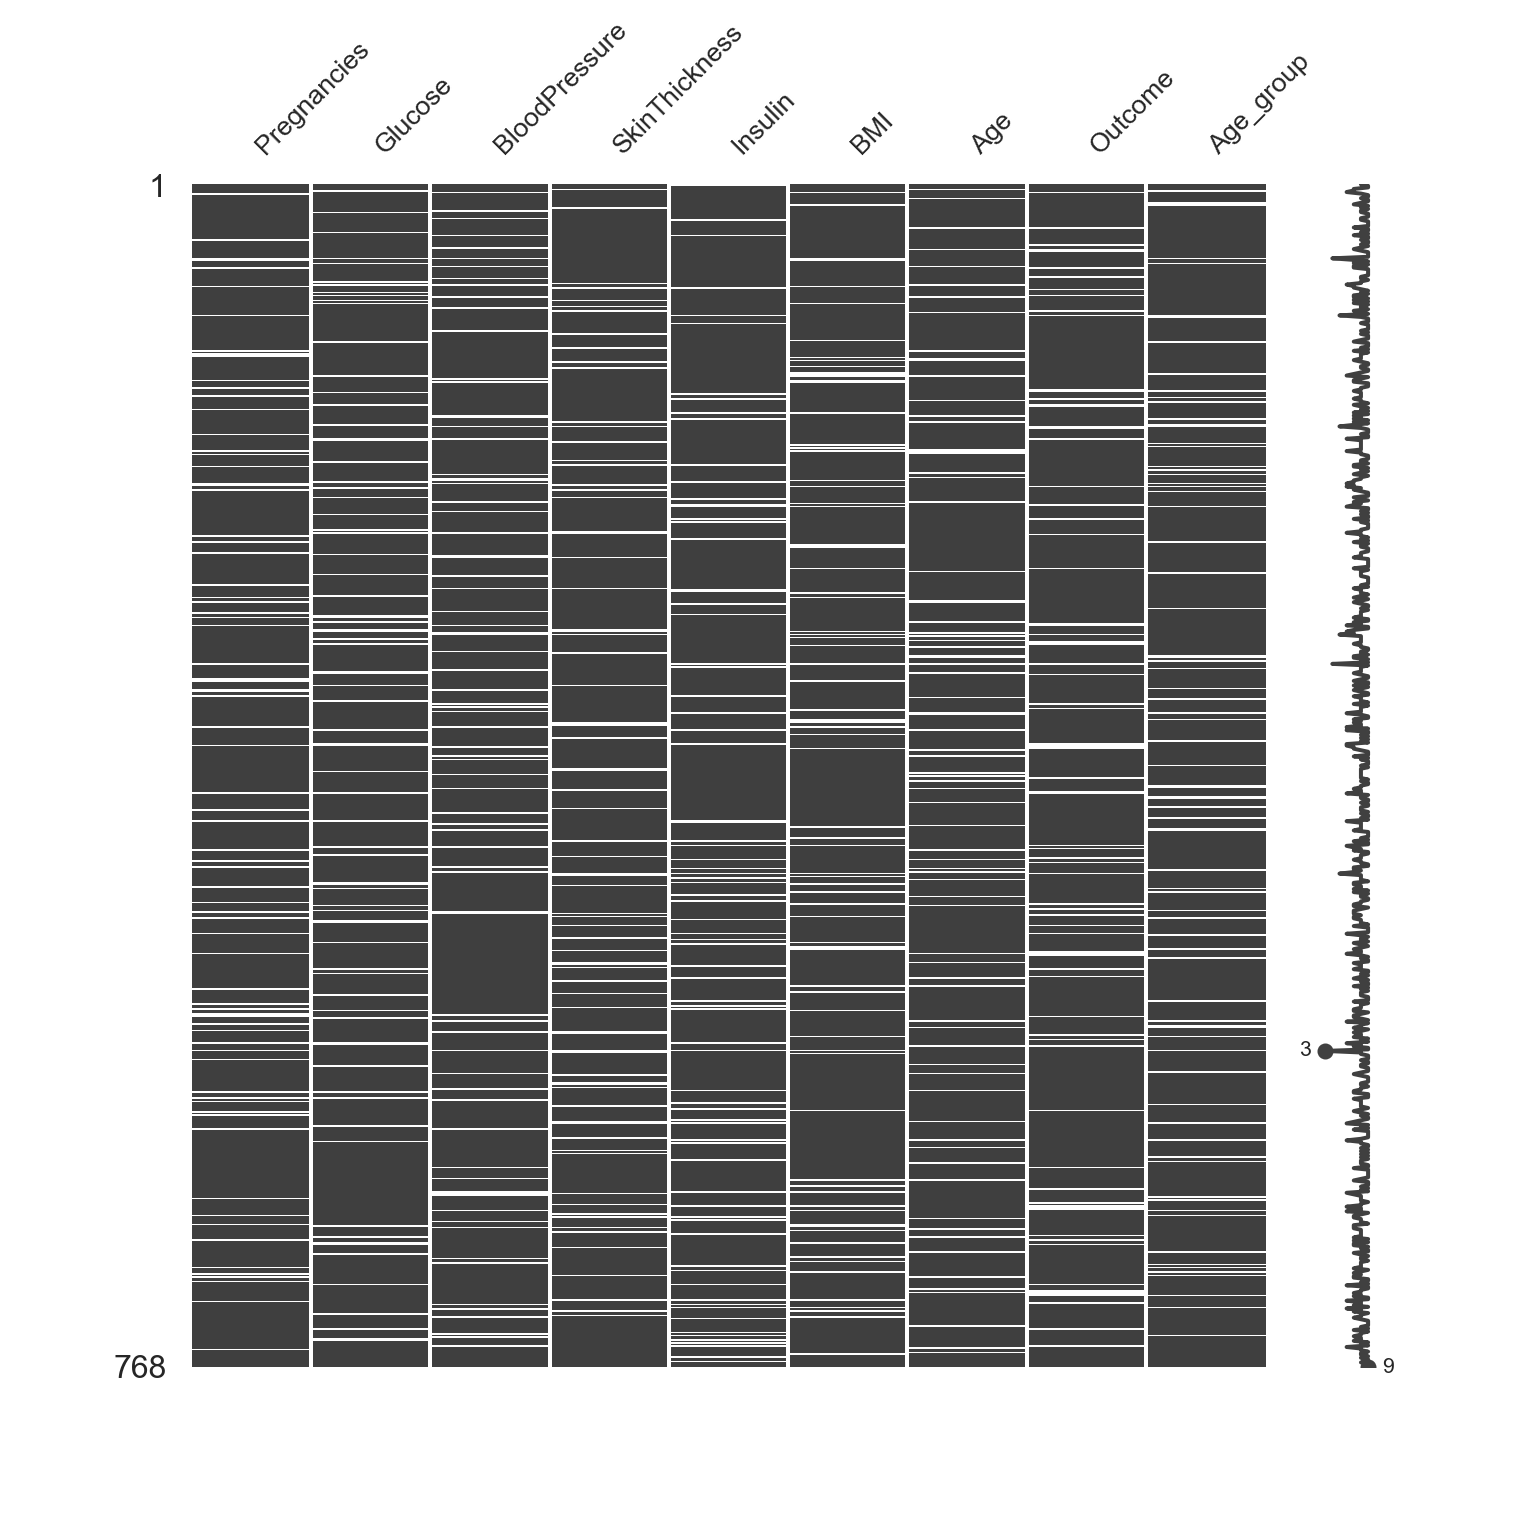 Pregnancies
Glucose
BloodPressure
SkinThickness
Insulin
BMI
Age
Outcome
Age_group
1
3
768
9